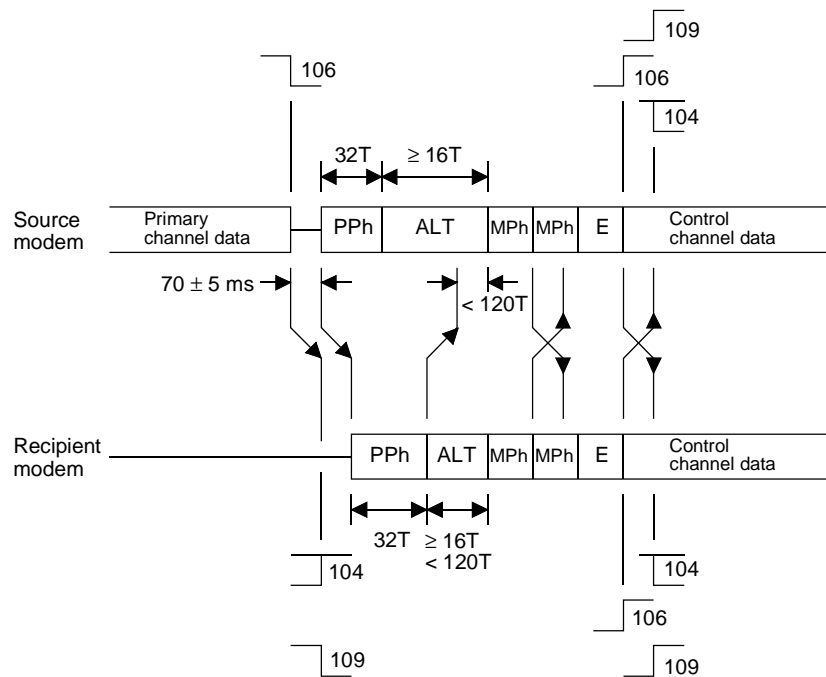 109
106
106
104
32T
≥ 16T
Source
modem
Primary
channel data
PPh
ALT
MPh
MPh
E
Control
channel data
70 ± 5 ms
< 120T
Recipient
modem
PPh
ALT
MPh
MPh
E
Control
channel data
32T
≥ 16T
< 120T
104
104
106
109
109